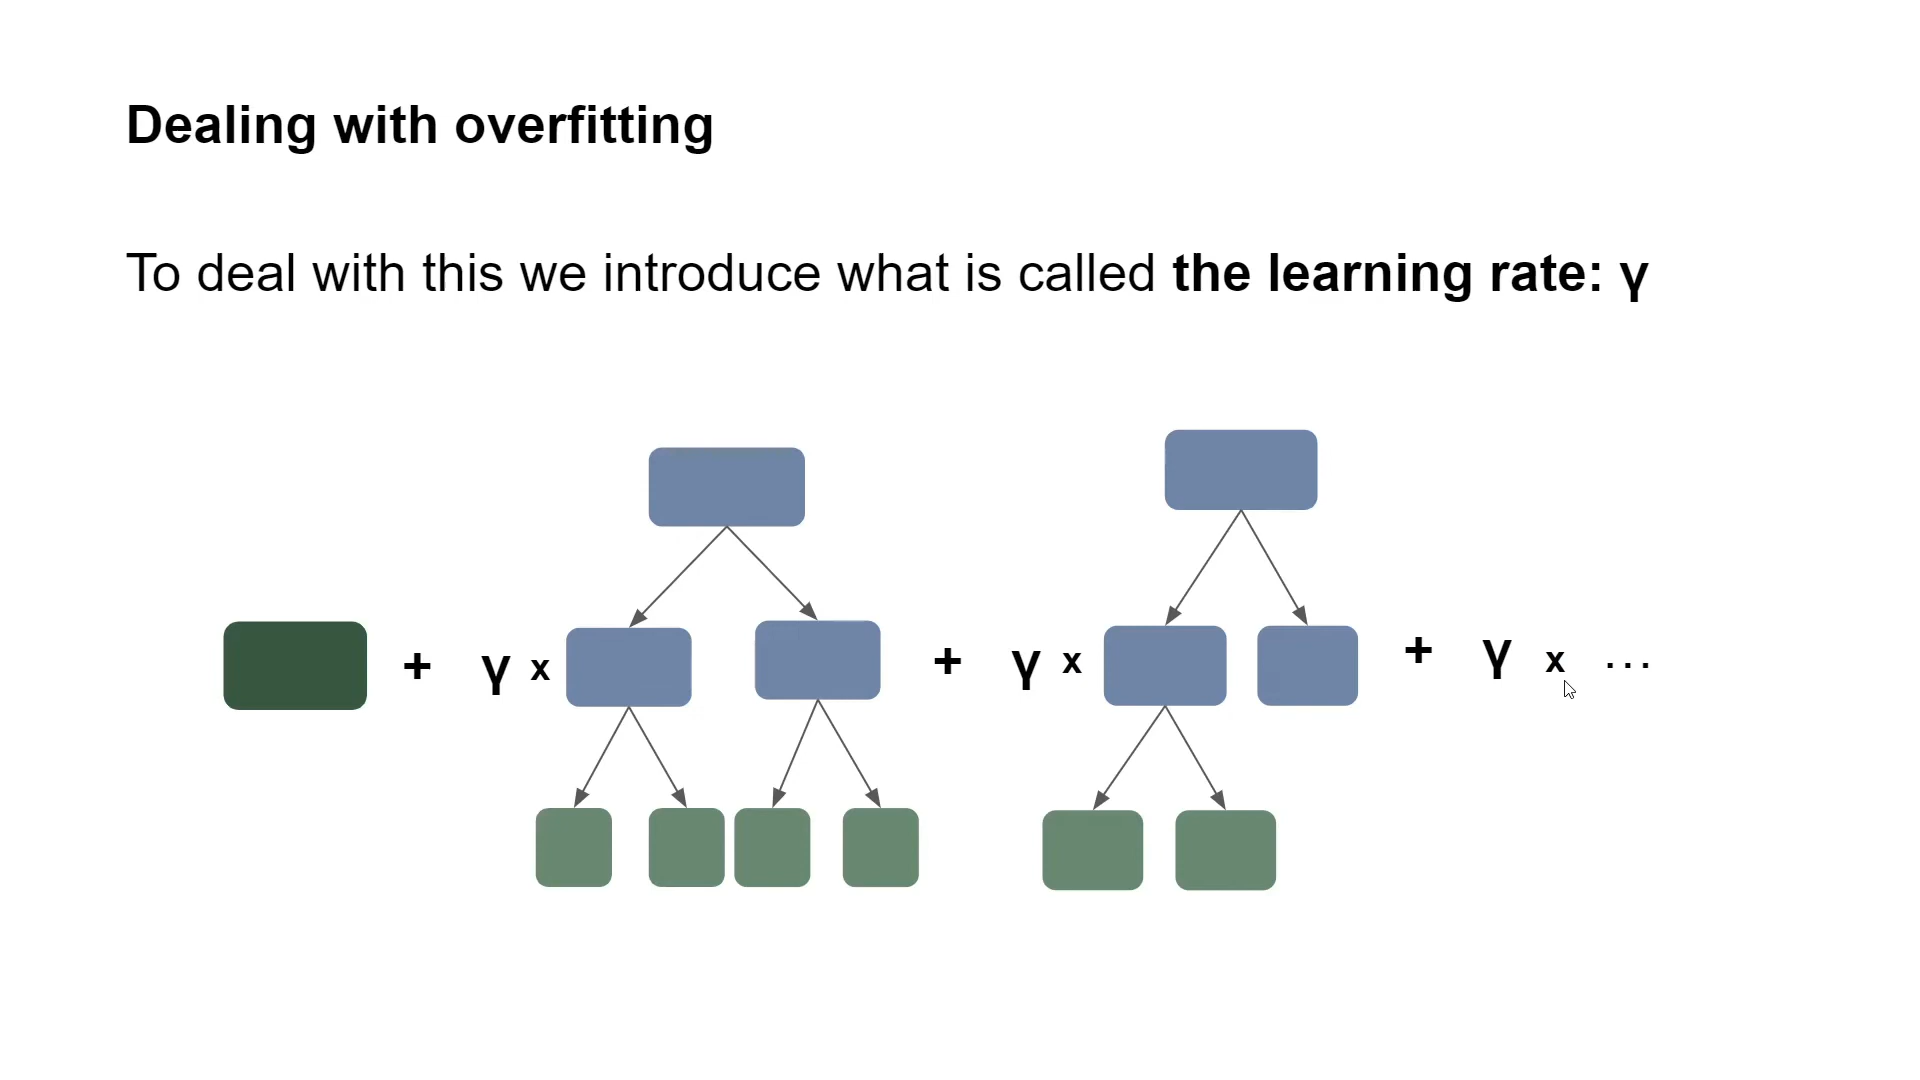 Dealing with overfitting
To deal with this we introduce what is called the learning rate: γ
+ γ x + γ x + γ x ...